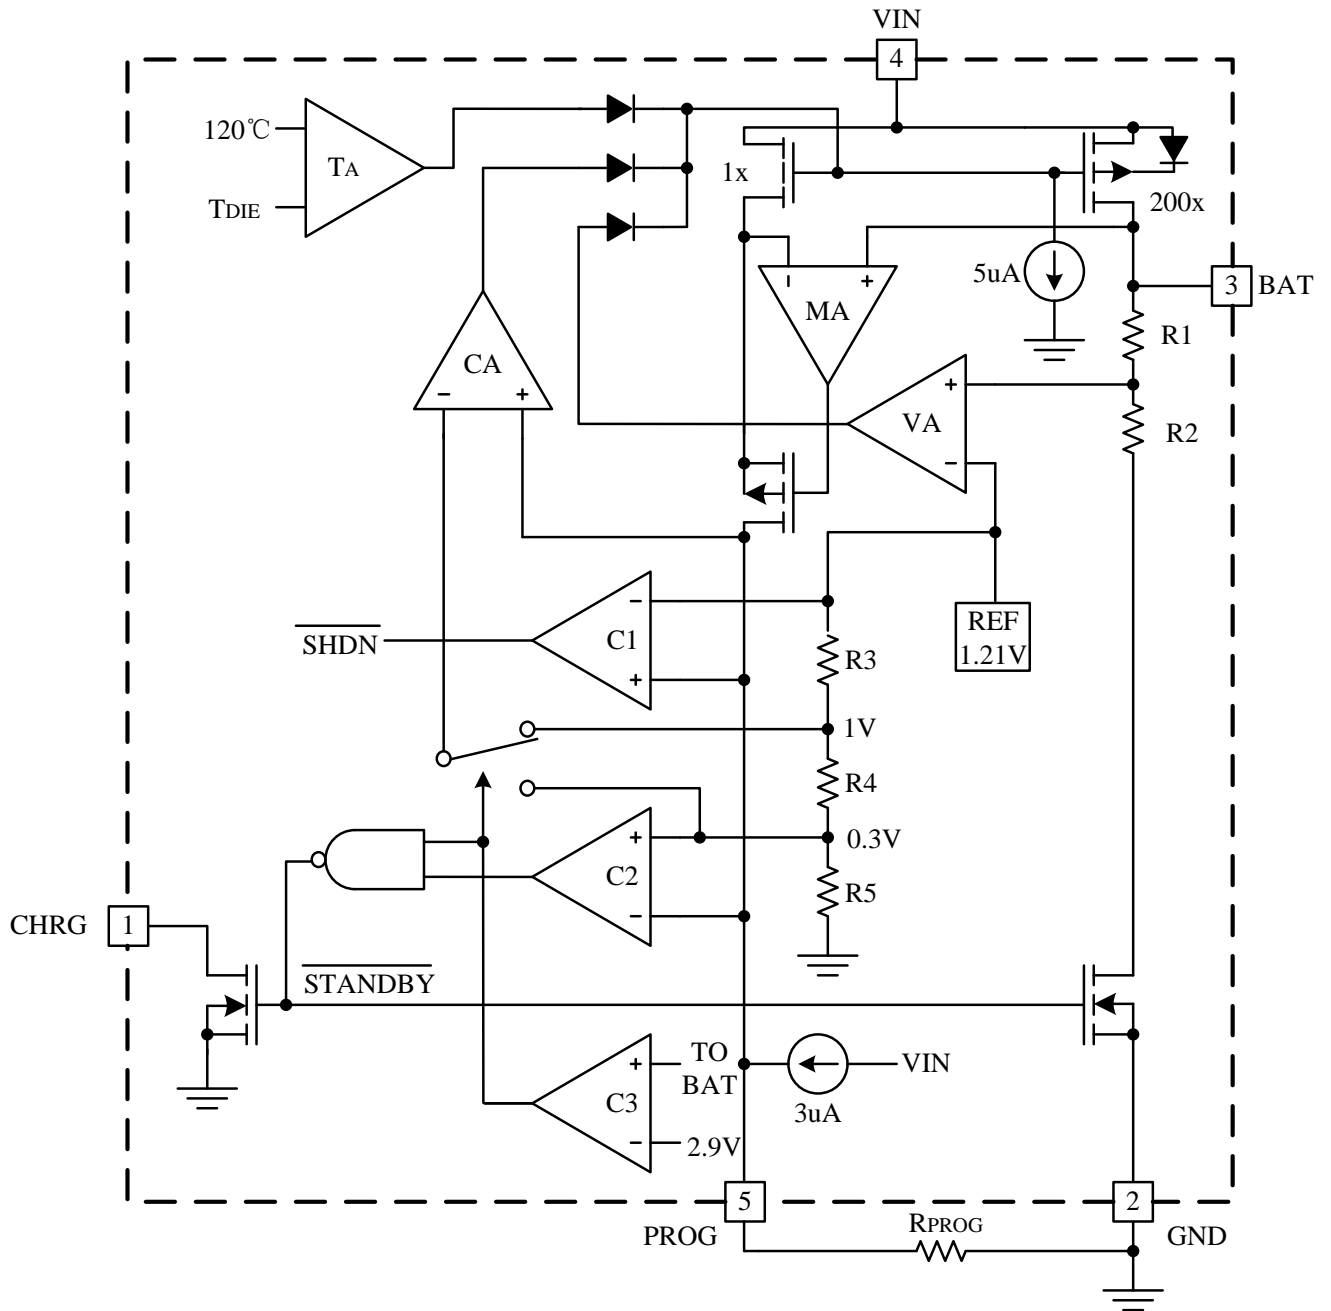 VIN
4
120℃
TA
TDIE
1x
200x
5uA
3 BAT
MA
R1
CA
VA
R2
- +
+
-
- +
SHDN
C1
-
+
REF
1.21V
R3
1V
R4
0.3V
C2
+
-
R5
CHRG 1
STANDBY
C3
+
-
TO
BAT
2.9V
VIN
3uA
5
2
PROG
RPROG
GND